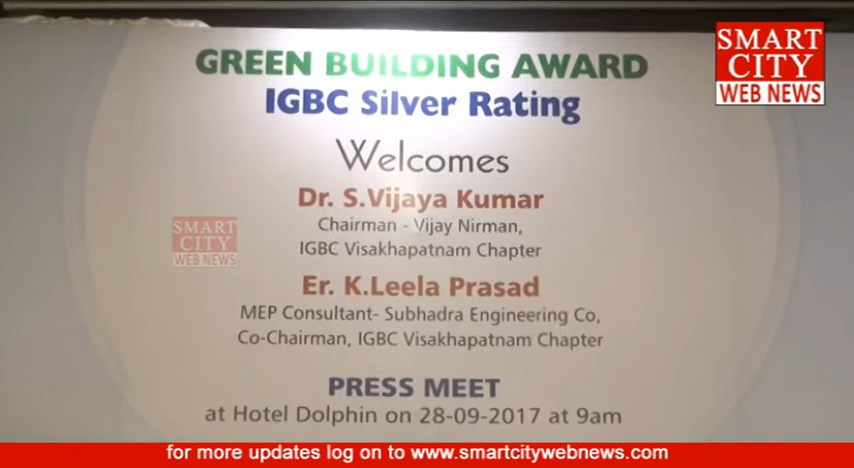 GREEN BUILDING AWARD
IGBC Silver Rating
SMART
CITY
WEB NEWS
Welcomes
Dr. S.Vijaya Kumar
Chairman - Vijay Nirman,
IGBC Visakhapatnam Chapter
SMART
CITY
WEB NEWS
Er. K.Leela Prasad
MEP Consultant- Subhadra Engineering Co,
Co-Chairman, IGBC Visakhapatnam Chapter
PRESS MEET
at Hotel Dolphin on 28-09-2017 at 9am
for more updates log on to www.smartcitywebnews.com